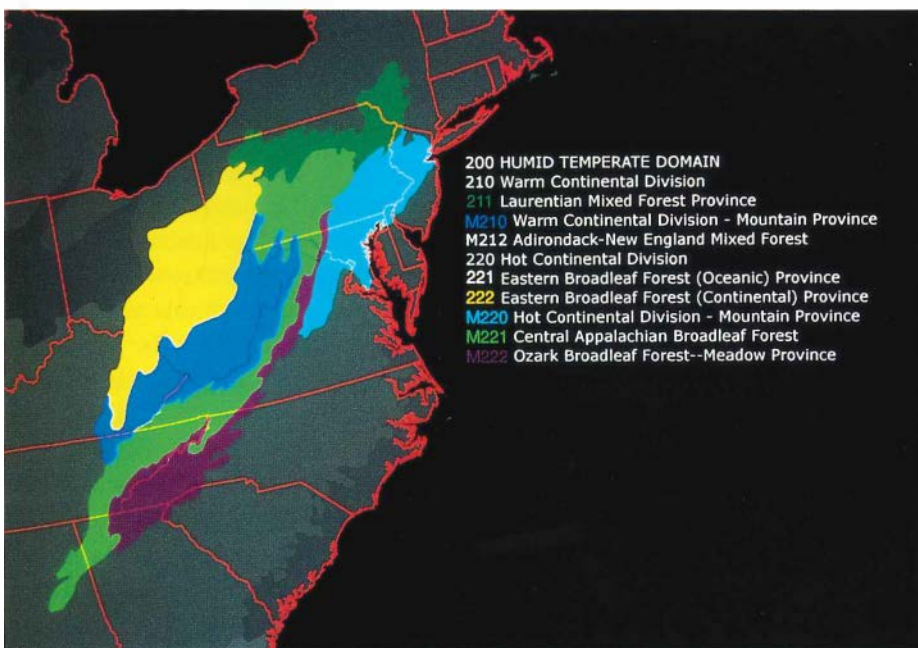 200 HUMID TEMPERATE DOMAIN
210 Warm Continental Division
211 Laurentian Mixed Forest Province
M210 Warm Continental Division - Mountain Province
M212 Adirondack-New England Mixed Forest
220 Hot Continental Division
221 Eastern Broadleaf Forest (Oceanic) Province
222 Eastern Broadleaf Forest (Continental) Province
M220 Hot Continental Division - Mountain Province
M221 Central Appalachian Broadleaf Forest
M222 Ozark Broadleaf Forest--Meadow Province